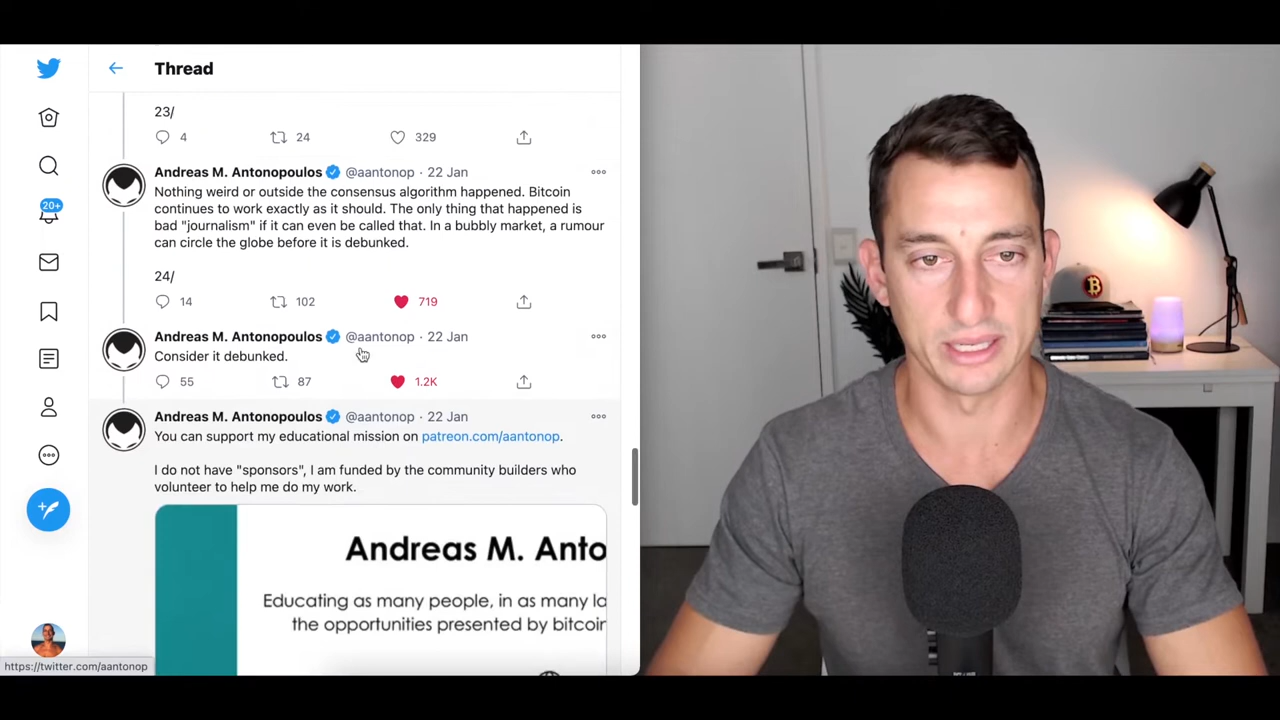 Thread
23/
4 24 329
Andreas M. Antonopoulos @aantonop · 22 Jan
Nothing weird or outside the consensus algorithm happened. Bitcoin
continues to work exactly as it should. The only thing that happened is
bad "journalism" if it can even be called that. In a bubbly market, a rumour
can circle the globe before it is debunked.
24/
14 102 719
Andreas M. Antonopoulos @aantonop · 22 Jan
Consider it debunked.
55 87 1.2K
Andreas M. Antonopoulos @aantonop · 22 Jan
You can support my educational mission on patreon.com/aantonop.
I do not have "sponsors", I am funded by the community builders who
volunteer to help me do my work.
Andreas M. Anto
Educating as many people, in as many la
the opportunities presented by bitcoin
20+
https://twitter.com/aantonop